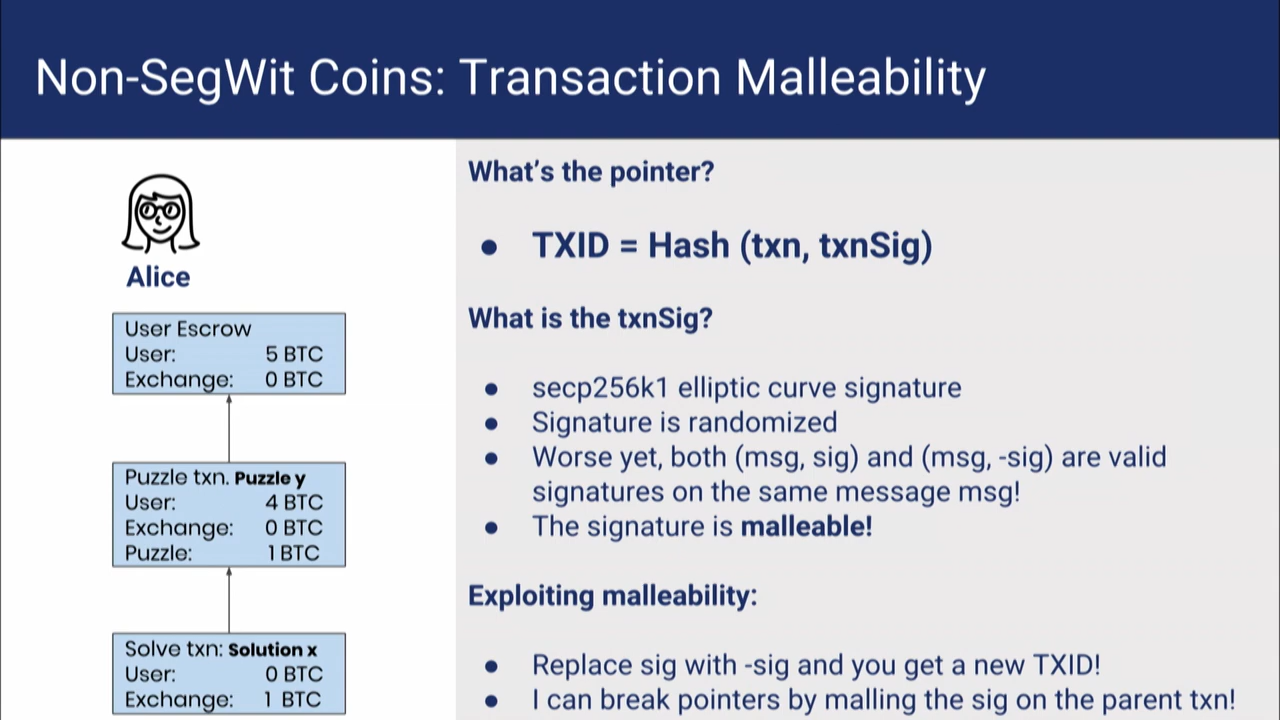 Non-SegWit Coins: Transaction Malleability
Alice
User Escrow
User: 5 BTC
Exchange: 0 BTC
Puzzle txn. Puzzle y
User: 4 BTC
Exchange: 0 BTC
Puzzle: 1 BTC
Solve txn: Solution x
User: 0 BTC
Exchange: 1 BTC
What's the pointer?
● TXID = Hash (txn, txnSig)
What is the txnSig?
● secp256k1 elliptic curve signature
● Signature is randomized
● Worse yet, both (msg, sig) and (msg, -sig) are valid
signatures on the same message msg!
● The signature is malleable!
Exploiting malleability:
● Replace sig with -sig and you get a new TXID!
● I can break pointers by malling the sig on the parent txn!